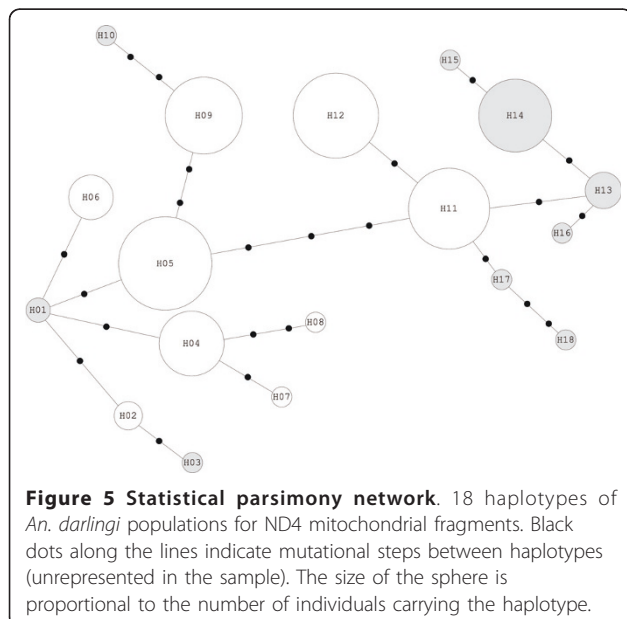 H10
H15
H09
H12
H14
H06
H13
H11
H16
H05
H17
H01
H08
H04
H18
H07
H02
H03
Figure 5 Statistical parsimony network. 18 haplotypes of
An. darlingi populations for ND4 mitochondrial fragments. Black
dots along the lines indicate mutational steps between haplotypes
(unrepresented in the sample). The size of the sphere is
proportional to the number of individuals carrying the haplotype.